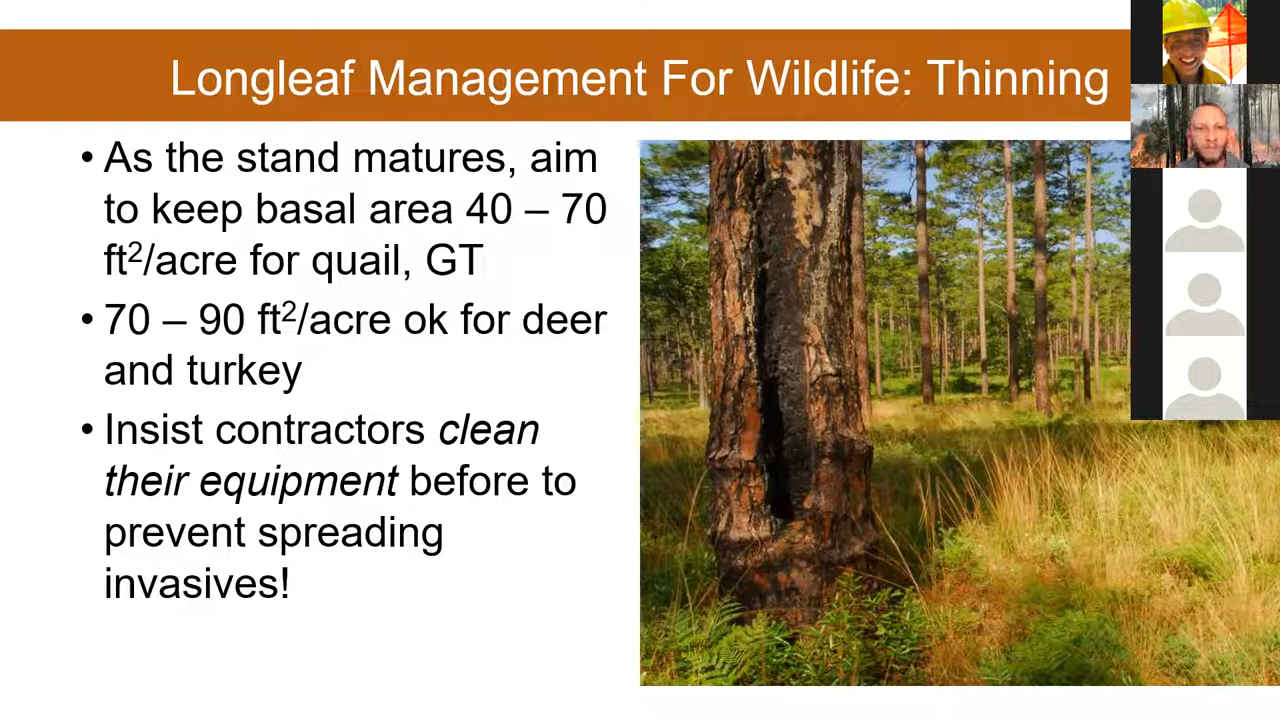 Longleaf Management For Wildlife: Thinning
• As the stand matures, aim
to keep basal area 40 – 70
ft²/acre for quail, GT
• 70 – 90 ft²/acre ok for deer
and turkey
• Insist contractors clean
their equipment before to
prevent spreading
invasives!